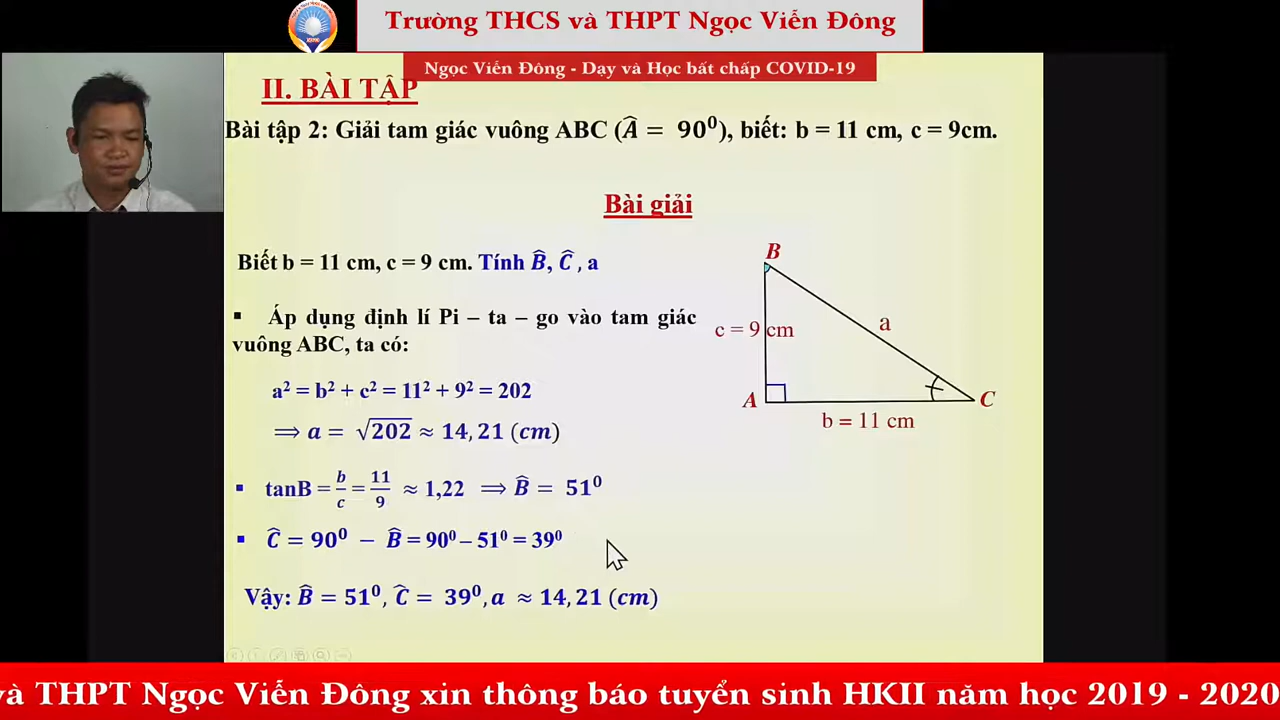 Trường THCS và THPT Ngọc Viễn Đông
Ngọc Viễn Đông - Dạy và Học bất chấp COVID-19
II. BÀI TẬP
Bài tập 2: Giải tam giác vuông ABC (Â = 90⁰), biết: b = 11 cm, c = 9cm.
Bài giải
Biết b = 11 cm, c = 9 cm. Tính B̂, Ĉ, a
▪ Áp dụng định lí Pi – ta – go vào tam giác
vuông ABC, ta có:
a² = b² + c² = 11² + 9² = 202
⟹ a = √202 ≈ 14,21 (cm)
▪ tanB = b/c = 11/9 ≈ 1,22 ⟹ B̂ = 51⁰
▪ Ĉ = 90⁰ − B̂ = 90⁰ – 51⁰ = 39⁰
Vậy: B̂ = 51⁰, Ĉ = 39⁰, a ≈ 14,21 (cm)
B
c = 9 cm
a
A
C
b = 11 cm
và THPT Ngọc Viễn Đông xin thông báo tuyển sinh HKII năm học 2019 - 2020